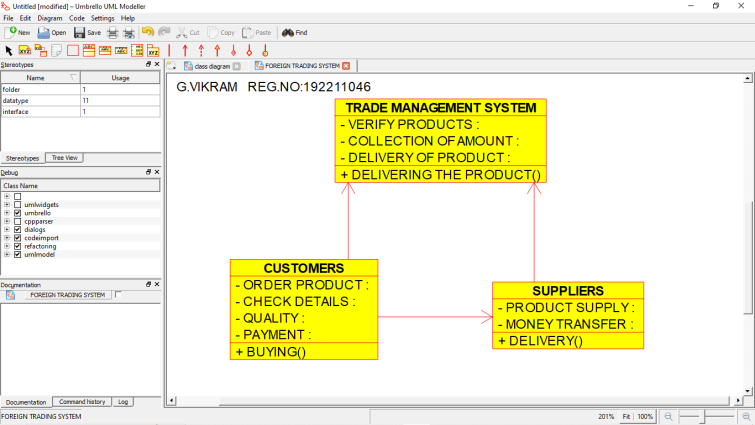 Untitled [modified] – Umbrello UML Modeller
File Edit Diagram Code Settings Help
New Open Save Cut Copy Paste Find
Stereotypes
Name Usage
folder 1
datatype 11
interface 1
Stereotypes Tree View
Debug
Class Name
umlwidgets
umbrello
cppparser
dialogs
codeimport
refactoring
umlmodel
Documentation
FOREIGN TRADING SYSTEM
Documentation Command history Log
class diagram FOREIGN TRADING SYSTEM
G.VIKRAM REG.NO:192211046
TRADE MANAGEMENT SYSTEM
- VERIFY PRODUCTS :
- COLLECTION OF AMOUNT :
- DELIVERY OF PRODUCT :
+ DELIVERING THE PRODUCT()
CUSTOMERS
- ORDER PRODUCT :
- CHECK DETAILS :
- QUALITY :
- PAYMENT :
+ BUYING()
SUPPLIERS
- PRODUCT SUPPLY :
- MONEY TRANSFER :
+ DELIVERY()
FOREIGN TRADING SYSTEM
201% Fit 100%